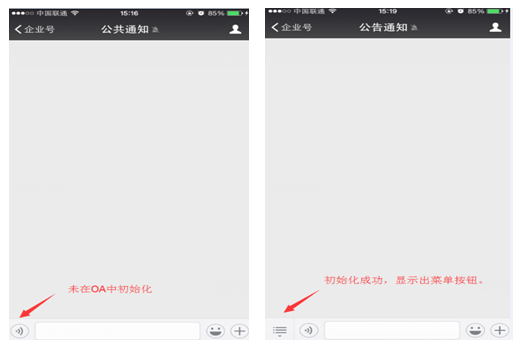 中国联通 15:16 85%
企业号 公共通知
未在OA中初始化
中国联通 15:19 85%
企业号 公告通知
初始化成功，显示出菜单按钮。